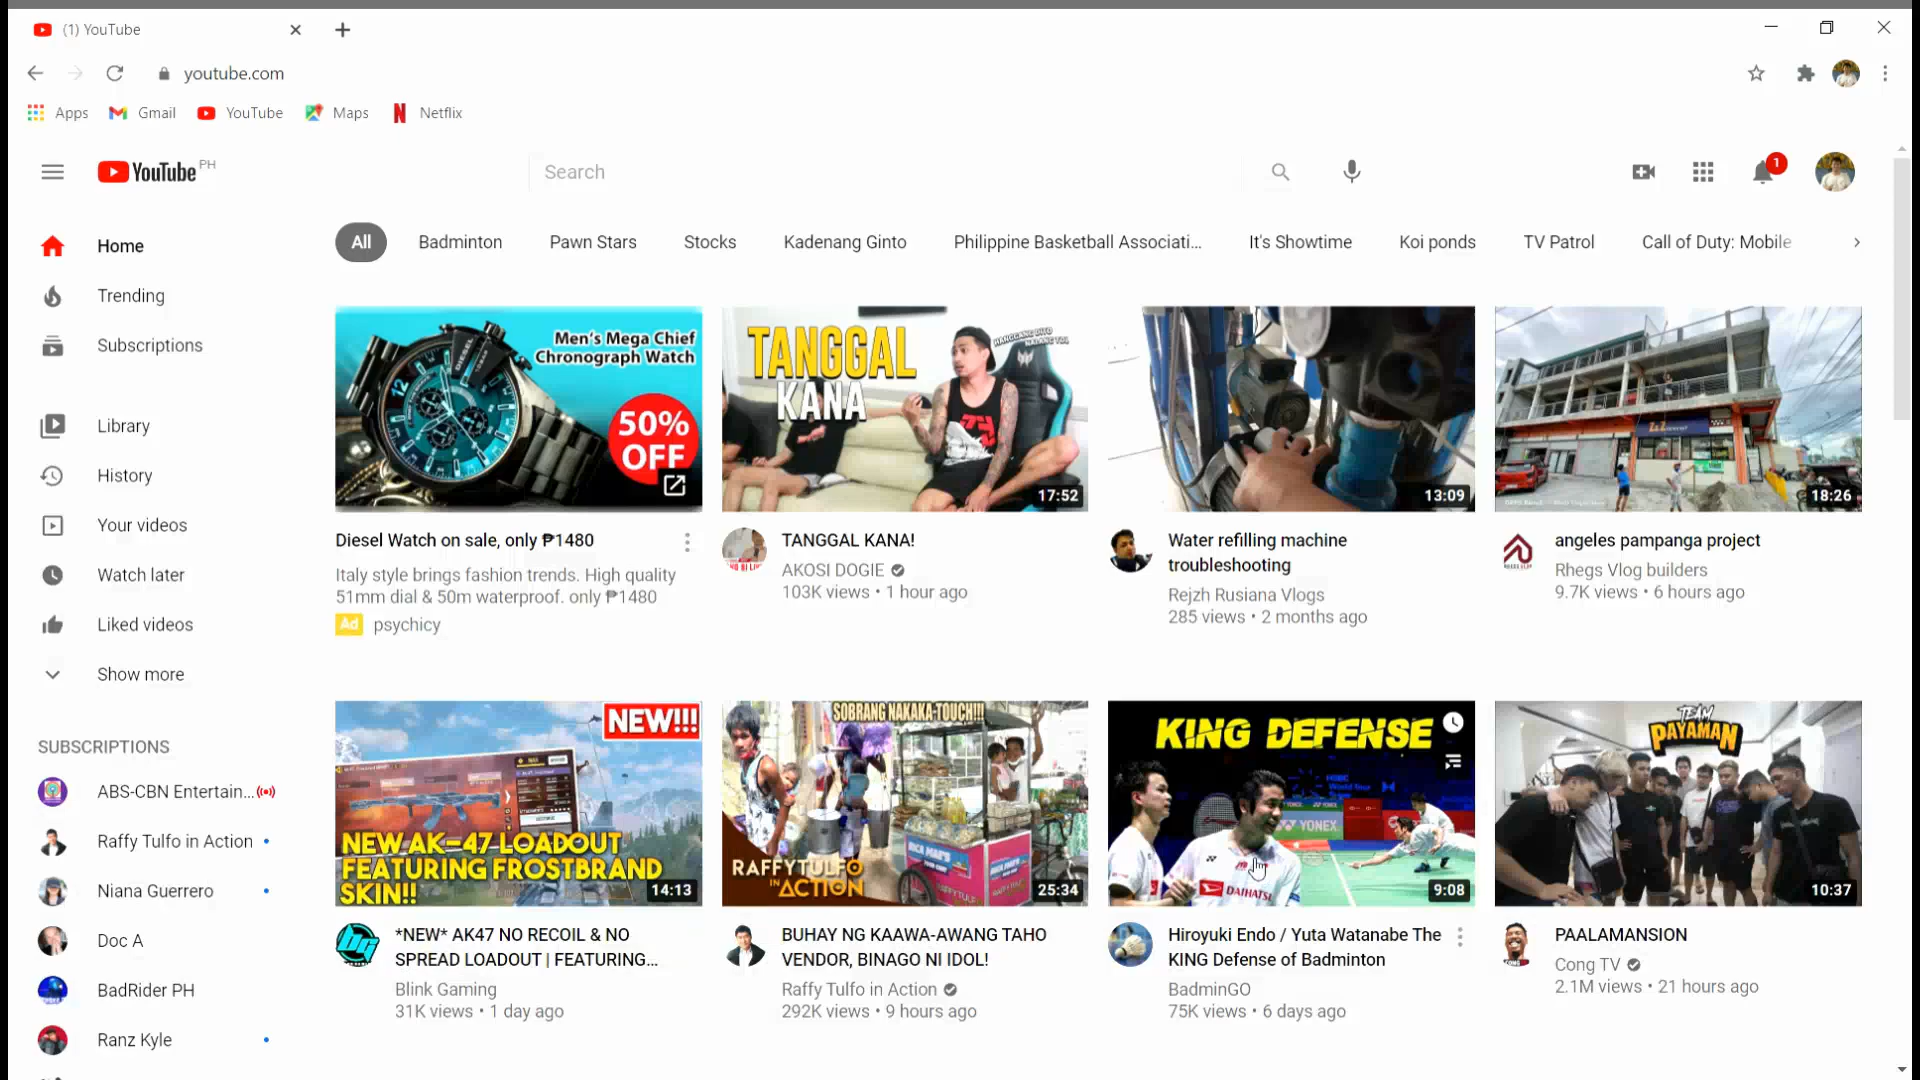 (1) YouTube
youtube.com
Apps
Gmail
YouTube
Maps
Netflix
YouTube PH
Search
1
Home
Trending
Subscriptions
Library
History
Your videos
Watch later
Liked videos
Show more
SUBSCRIPTIONS
ABS-CBN Entertain...
Raffy Tulfo in Action
Niana Guerrero
Doc A
BadRider PH
Ranz Kyle
All
Badminton
Pawn Stars
Stocks
Kadenang Ginto
Philippine Basketball Associati...
It's Showtime
Koi ponds
TV Patrol
Call of Duty: Mobile
Men's Mega Chief
Chronograph Watch
50%
OFF
DIESEL
12
Diesel Watch on sale, only ₱1480
Italy style brings fashion trends. High quality
51mm dial & 50m waterproof. only ₱1480
Ad psychicy
TANGGAL
KANA
17:52
TANGGAL KANA!
AKOSI DOGIE
103K views • 1 hour ago
13:09
Water refilling machine
troubleshooting
Rejzh Rusiana Vlogs
285 views • 2 months ago
18:26
angeles pampanga project
Rhegs Vlog builders
9.7K views • 6 hours ago
NEW!!!
NEW AK-47 LOADOUT
FEATURING FROSTBRAND
SKIN!!
14:13
*NEW* AK47 NO RECOIL & NO
SPREAD LOADOUT | FEATURING...
Blink Gaming
31K views • 1 day ago
SOBRANG NAKAKA-TOUCH!!!
RAFFYTULFO
IN ACTION
25:34
BUHAY NG KAAWA-AWANG TAHO
VENDOR, BINAGO NI IDOL!
Raffy Tulfo in Action
292K views • 9 hours ago
KING DEFENSE
YONEX
DAIHATSU
9:08
Hiroyuki Endo / Yuta Watanabe The
KING Defense of Badminton
BadminGO
75K views • 6 days ago
TEAM
PAYAMAN
10:37
PAALAMANSION
Cong TV
2.1M views • 21 hours ago